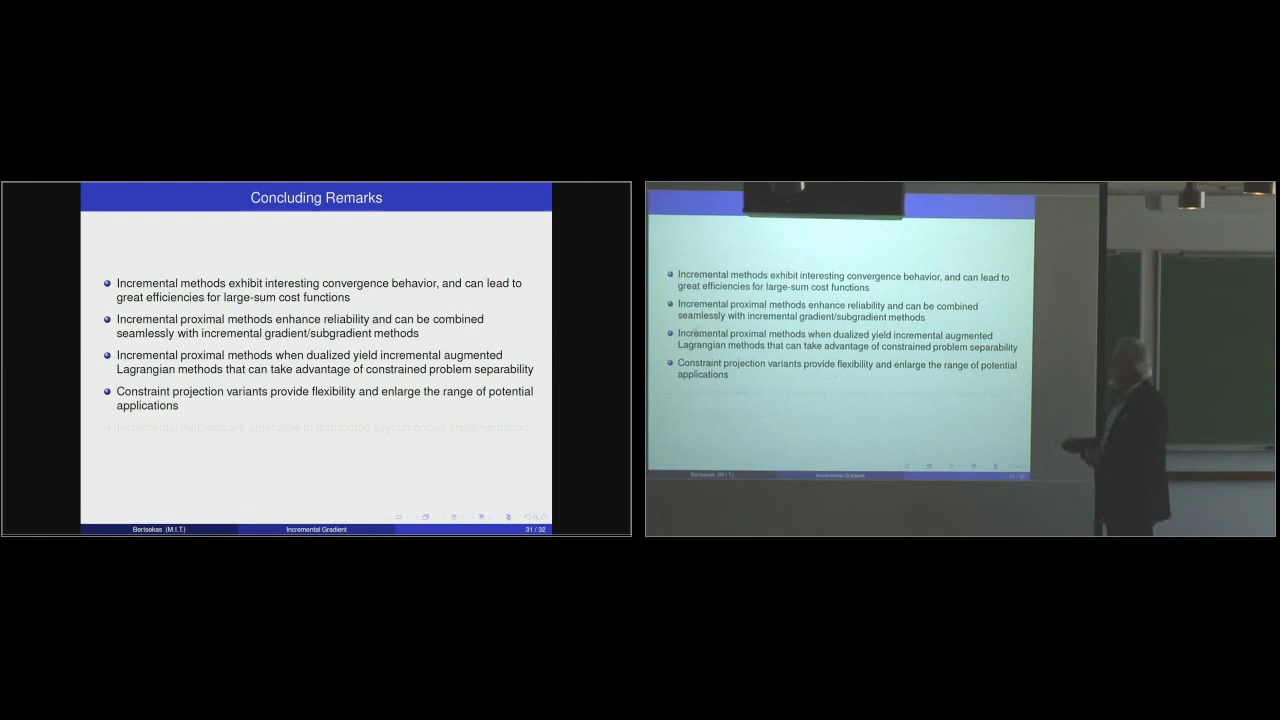 Concluding Remarks
Incremental methods exhibit interesting convergence behavior, and can lead to
great efficiencies for large-sum cost functions
Incremental proximal methods enhance reliability and can be combined
seamlessly with incremental gradient/subgradient methods
Incremental proximal methods when dualized yield incremental augmented
Lagrangian methods that can take advantage of constrained problem separability
Constraint projection variants provide flexibility and enlarge the range of potential
applications
Incremental methods are amenable to distributed asynchronous implementation
Bertsekas (M.I.T.)
Incremental Gradient
31 / 32
Incremental methods exhibit interesting convergence behavior, and can lead to
great efficiencies for large-sum cost functions
Incremental proximal methods enhance reliability and can be combined
seamlessly with incremental gradient/subgradient methods
Incremental proximal methods when dualized yield incremental augmented
Lagrangian methods that can take advantage of constrained problem separability
Constraint projection variants provide flexibility and enlarge the range of potential
applications
Bertsekas (M.I.T.)
Incremental Gradient
31 / 32